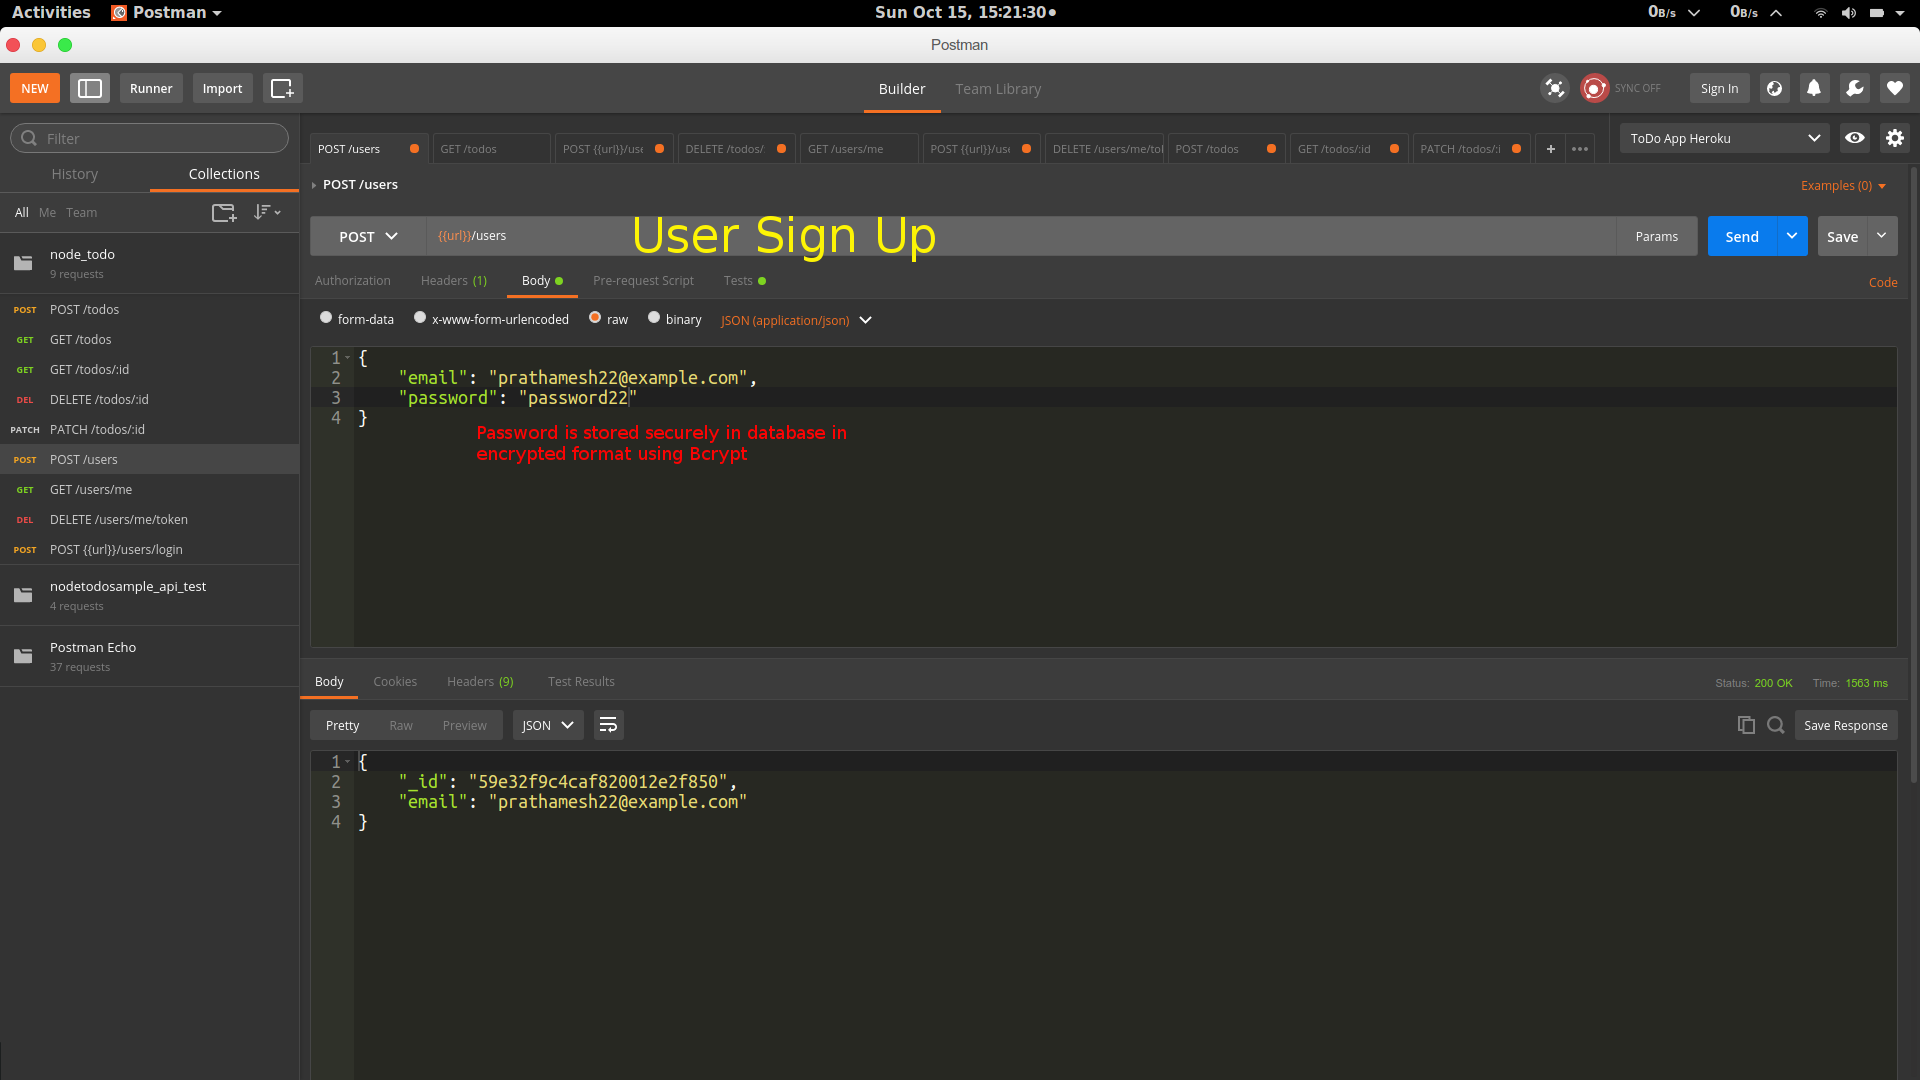 Activities Postman Sun Oct 15, 15:21:30 0B/s 0B/s
Postman
NEW Runner Import Builder Team Library SYNC OFF Sign In
Filter
POST /users GET /todos POST {{url}}/use DELETE /todos/: GET /users/me POST {{url}}/use DELETE /users/me/to POST /todos GET /todos/:id PATCH /todos/:i + ••• ToDo App Heroku
History Collections
POST /users Examples (0)
All Me Team
POST {{url}}/users User Sign Up Params Send Save
node_todo
9 requests
Authorization Headers (1) Body Pre-request Script Tests Code
POST POST /todos
GET GET /todos
GET GET /todos/:id
DEL DELETE /todos/:id
PATCH PATCH /todos/:id
POST POST /users
GET GET /users/me
DEL DELETE /users/me/token
POST POST {{url}}/users/login
nodetodosample_api_test
4 requests
Postman Echo
37 requests
form-data x-www-form-urlencoded raw binary JSON (application/json)
1 {
2 "email": "prathamesh22@example.com",
3 "password": "password22"
4 }
Password is stored securely in database in
encrypted format using Bcrypt
Body Cookies Headers (9) Test Results Status: 200 OK Time: 1563 ms
Pretty Raw Preview JSON Save Response
1 {
2 "_id": "59e32f9c4caf820012e2f850",
3 "email": "prathamesh22@example.com"
4 }